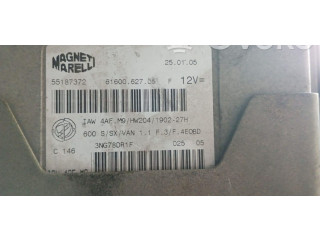 MAGNETI
MARELLI
25.01.05
55187372 61600.627.05 F 12V=
IAW 4AF.M9/HW204/1902-27H
600 S/SX/VAN 1.1 F.3/F.4EOBD
C 146 3NG780R1F D25 05